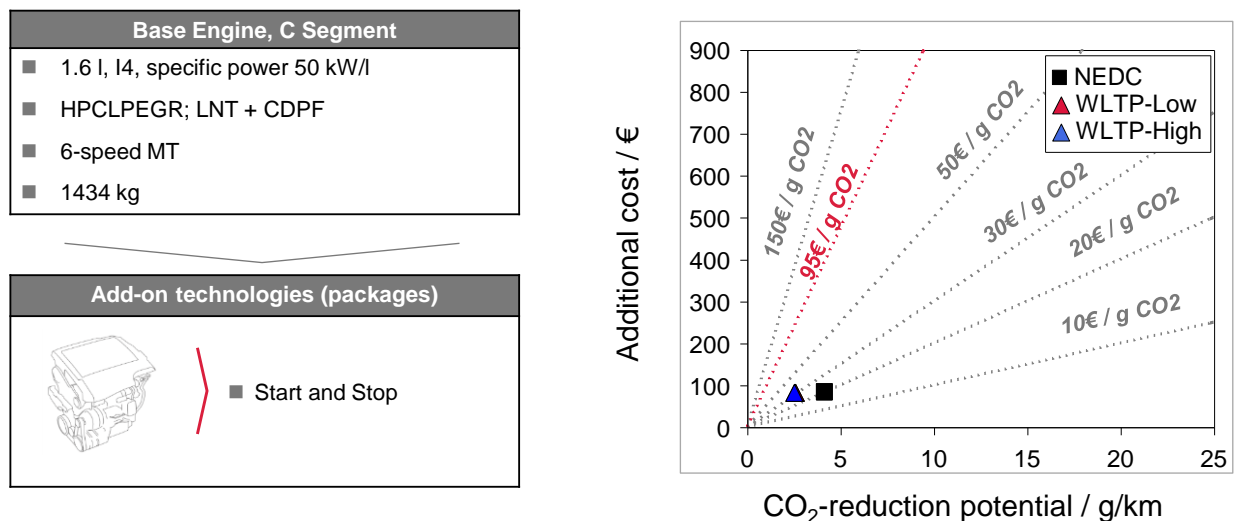 Base Engine, C Segment
1.6 l, I4, specific power 50 kW/l
HPCLPEGR; LNT + CDPF
6-speed MT
1434 kg
Add-on technologies (packages)
Start and Stop
Additional cost / €
900
800
700
600
500
400
300
200
100
0
0
5
10
15
20
25
CO₂-reduction potential / g/km
150€ / g CO2
95€ / g CO2
50€ / g CO2
30€ / g CO2
20€ / g CO2
10€ / g CO2
NEDC
WLTP-Low
WLTP-High